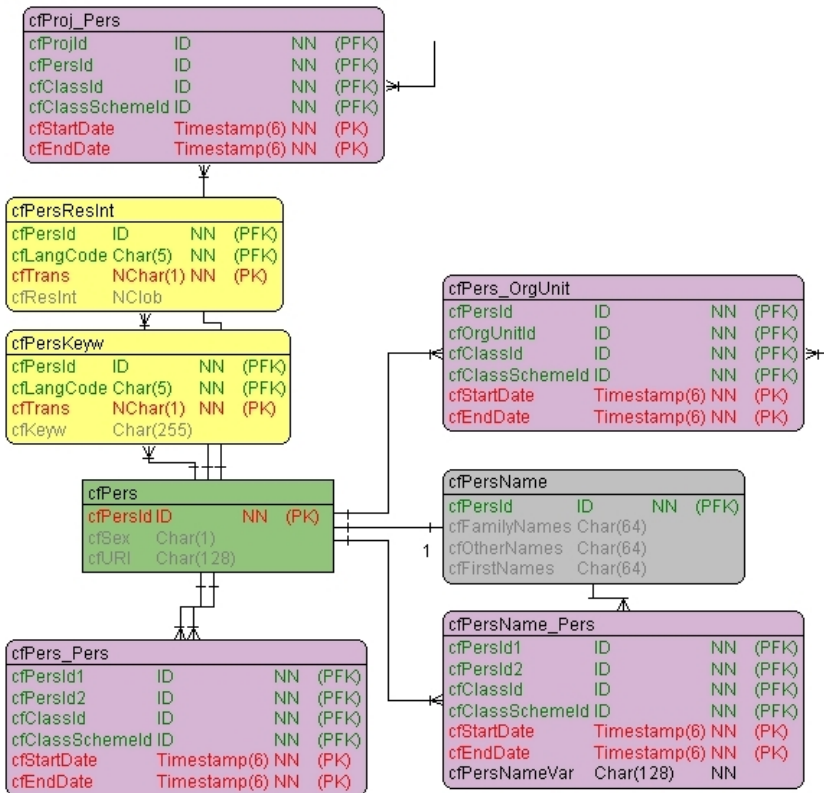 cfProj_Pers
cfProjId ID NN (PFK)
cfPersId ID NN (PFK)
cfClassId ID NN (PFK)
cfClassSchemeId ID NN (PFK)
cfStartDate Timestamp(6) NN (PK)
cfEndDate Timestamp(6) NN (PK)
cfPersResInt
cfPersId ID NN (PFK)
cfLangCode Char(5) NN (PFK)
cfTrans NChar(1) NN (PK)
cfResInt NClob
cfPersKeyw
cfPersId ID NN (PFK)
cfLangCode Char(5) NN (PFK)
cfTrans NChar(1) NN (PK)
cfKeyw Char(255)
cfPers
cfPersId ID NN (PK)
cfSex Char(1)
cfURI Char(128)
cfPers_Pers
cfPersId1 ID NN (PFK)
cfPersId2 ID NN (PFK)
cfClassId ID NN (PFK)
cfClassSchemeId ID NN (PFK)
cfStartDate Timestamp(6) NN (PK)
cfEndDate Timestamp(6) NN (PK)
cfPers_OrgUnit
cfPersId ID NN (PFK)
cfOrgUnitId ID NN (PFK)
cfClassId ID NN (PFK)
cfClassSchemeId ID NN (PFK)
cfStartDate Timestamp(6) NN (PK)
cfEndDate Timestamp(6) NN (PK)
cfPersName
cfPersId ID NN (PFK)
cfFamilyNames Char(64)
cfOtherNames Char(64)
cfFirstNames Char(64)
1
cfPersName_Pers
cfPersId1 ID NN (PFK)
cfPersId2 ID NN (PFK)
cfClassId ID NN (PFK)
cfClassSchemeId ID NN (PFK)
cfStartDate Timestamp(6) NN (PK)
cfEndDate Timestamp(6) NN (PK)
cfPersNameVar Char(128) NN